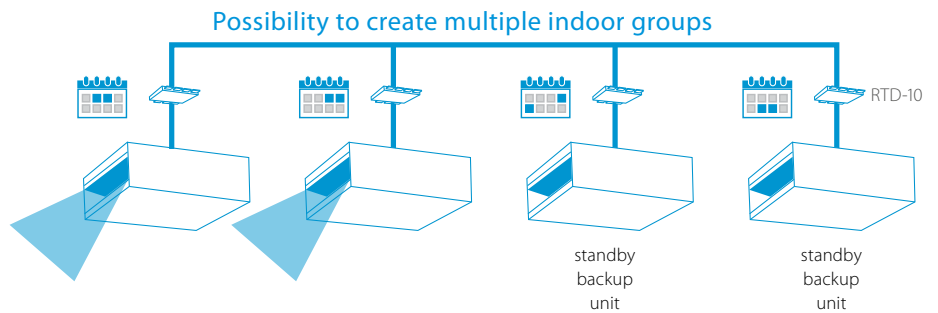 Possibility to create multiple indoor groups
RTD-10
standby
backup
unit
standby
backup
unit